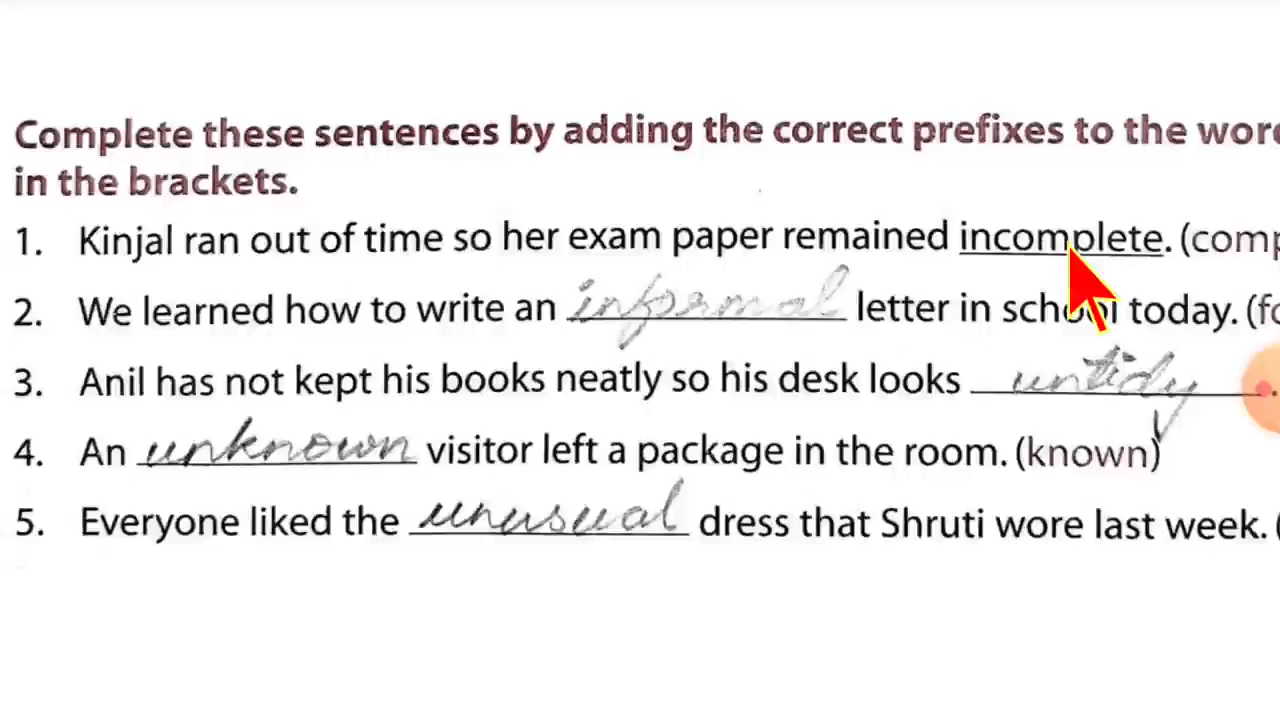 Complete these sentences by adding the correct prefixes to the wor
in the brackets.
1. Kinjal ran out of time so her exam paper remained incomplete. (comp
2. We learned how to write an informal letter in school today. (fo
3. Anil has not kept his books neatly so his desk looks untidy.
4. An unknown visitor left a package in the room. (known)
5. Everyone liked the unusual dress that Shruti wore last week. (